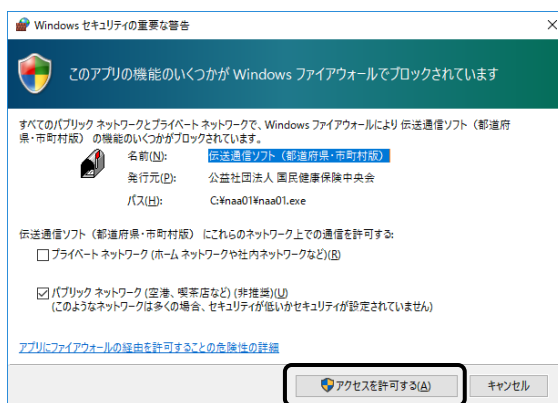 Windows セキュリティの重要な警告
このアプリの機能のいくつかが Windows ファイアウォールでブロックされています
すべてのパブリック ネットワークとプライベート ネットワークで、Windows ファイアウォールにより 伝送通信ソフト（都道府
県・市町村版） の機能のいくつかがブロックされています。
名前(N): 伝送通信ソフト（都道府県・市町村版）
発行元(P): 公益社団法人 国民健康保険中央会
パス(H): C:¥naa01¥naa01.exe
伝送通信ソフト（都道府県・市町村版） にこれらのネットワーク上での通信を許可する:
プライベート ネットワーク (ホーム ネットワークや社内ネットワークなど)(R)
パブリック ネットワーク (空港、喫茶店など) (非推奨)(U)
(このようなネットワークは多くの場合、セキュリティが低いかセキュリティが設定されていません)
アプリにファイアウォールの経由を許可することの危険性の詳細
アクセスを許可する(A) キャンセル